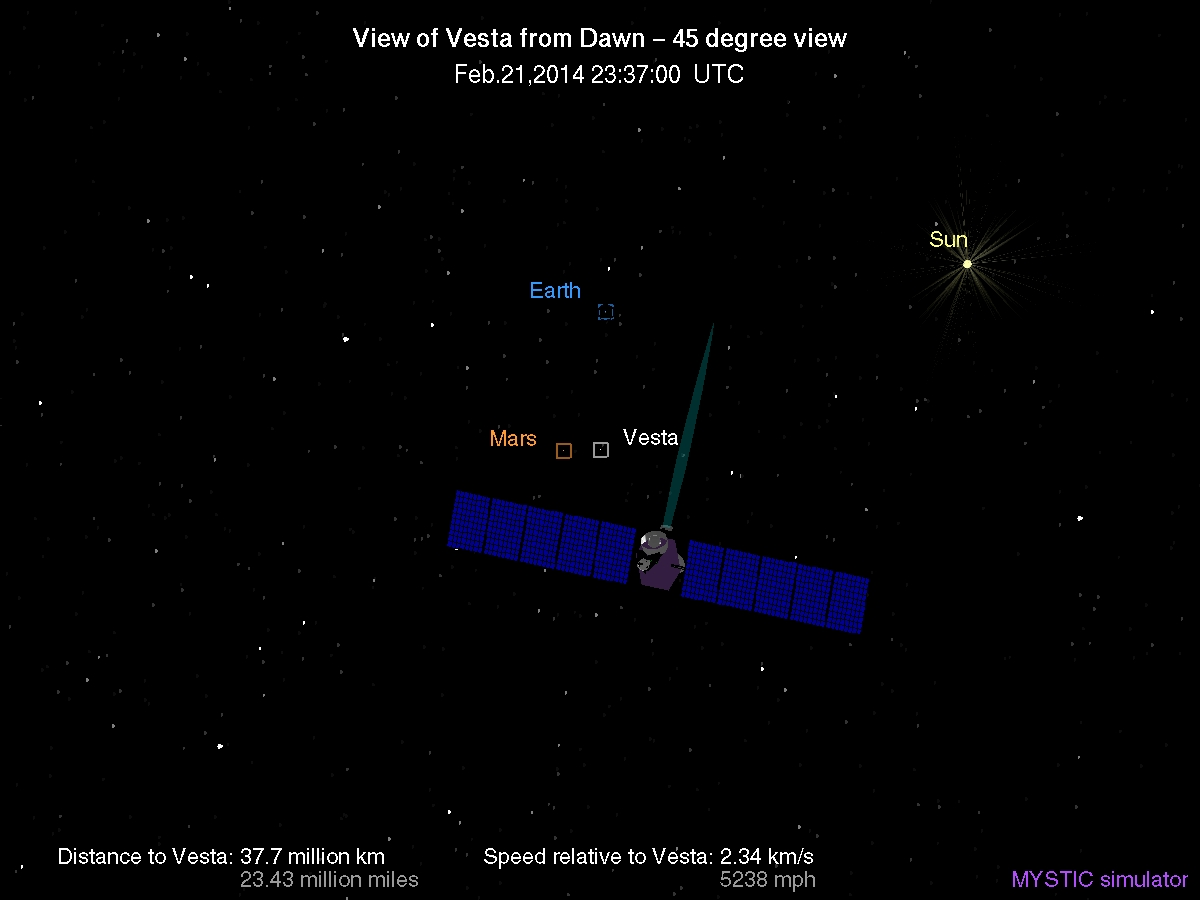 View of Vesta from Dawn – 45 degree view
Feb.21,2014 23:37:00 UTC
Sun
Earth
Mars
Vesta
Distance to Vesta: 37.7 million km
23.43 million miles
Speed relative to Vesta: 2.34 km/s
5238 mph
MYSTIC simulator